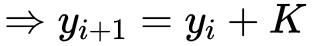 ⇒ y_{i+1} = y_i + K